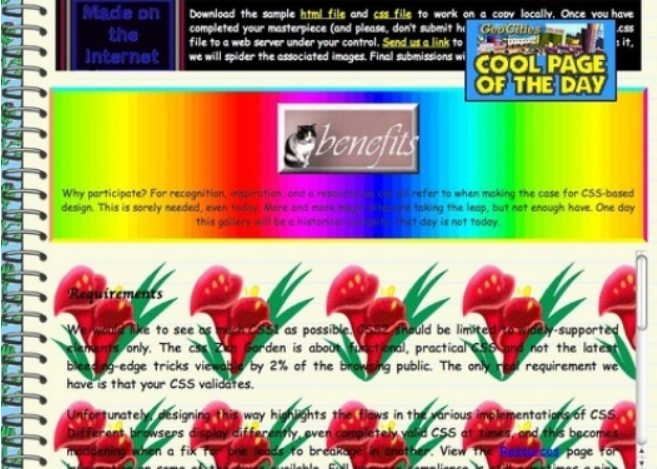 Made on
the
Internet
Download the sample html file and css file to work on a copy locally. Once you have
completed your masterpiece (and please, don't submit .css
file to a web server under your control. Send us a link to it,
we will spider the associated images. Final submissions
GeoCities
COOL PAGE
OF THE DAY
benefits
Why participate? For recognition, inspiration, and a resource we can all refer to when making the case for CSS-based
design. This is sorely needed, even today. More and more major sites are taking the leap, but not enough have. One day
this gallery will be a historical curiosity; that day is not today.
Requirements
We would like to see as much CSS1 as possible. CSS2 should be limited to widely-supported
elements only. The css Zen Garden is about functional, practical CSS and not the latest
bleeding-edge tricks viewable by 2% of the browsing public. The only real requirement we
have is that your CSS validates.
Unfortunately, designing this way highlights the flaws in the various implementations of CSS.
Different browsers display differently, even completely valid CSS at times, and this becomes
maddening when a fix for one leads to breakage in another. View the Resources page for